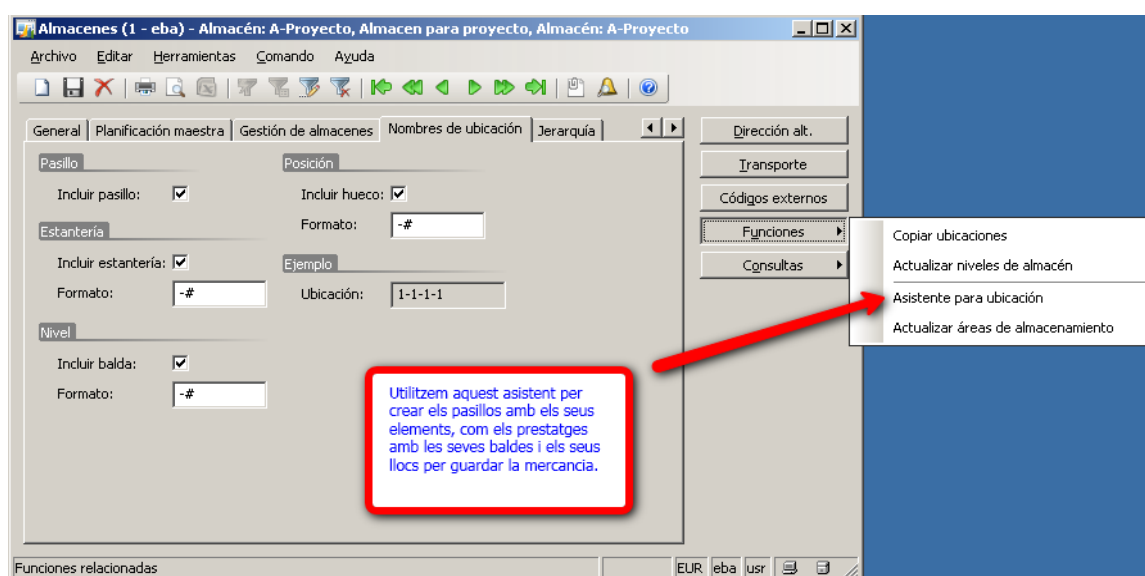 Almacenes (1 - eba) - Almacén: A-Proyecto, Almacen para proyecto, Almacén: A-Proyecto
Archivo Editar Herramientas Comando Ayuda
General Planificación maestra Gestión de almacenes Nombres de ubicación Jerarquía
Pasillo
Incluir pasillo:
Estantería
Incluir estantería:
Formato: -#
Nivel
Incluir balda:
Formato: -#
Posición
Incluir hueco:
Formato: -#
Ejemplo
Ubicación: 1-1-1-1
Utilitzem aquest asistent per
crear els pasillos amb els seus
elements, com els prestatges
amb les seves baldes i els seus
llocs per guardar la mercancia.
Dirección alt.
Transporte
Códigos externos
Funciones
Consultas
Copiar ubicaciones
Actualizar niveles de almacén
Asistente para ubicación
Actualizar áreas de almacenamiento
Funciones relacionadas
EUR eba usr